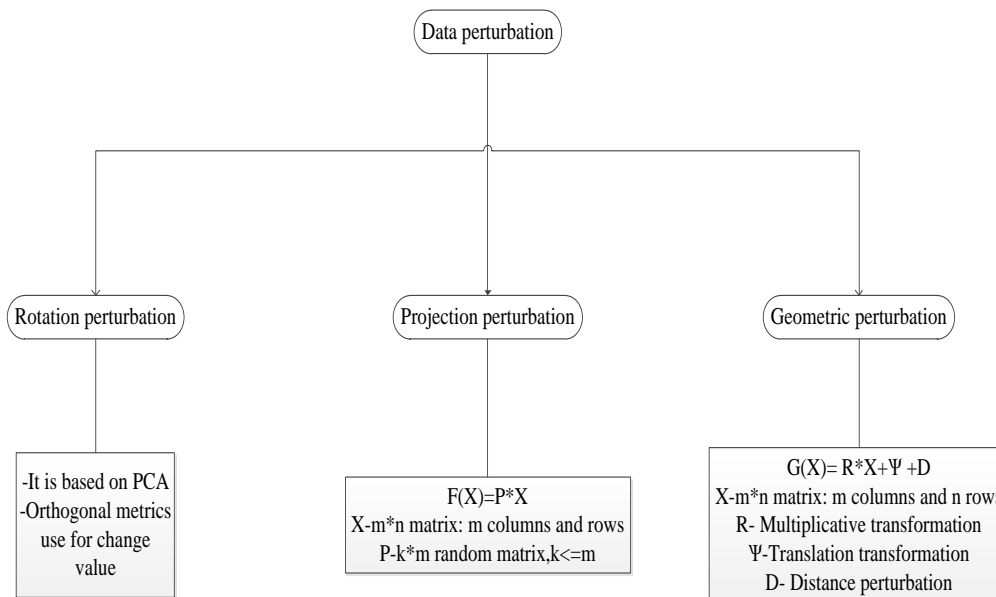 Data perturbation
Rotation perturbation
Projection perturbation
Geometric perturbation
-It is based on PCA
-Orthogonal metrics
use for change
value
F(X)=P*X
X-m*n matrix: m columns and rows
P-k*m random matrix,k<=m
G(X)= R*X+Ψ +D
X-m*n matrix: m columns and n rows
R- Multiplicative transformation
Ψ-Translation transformation
D- Distance perturbation